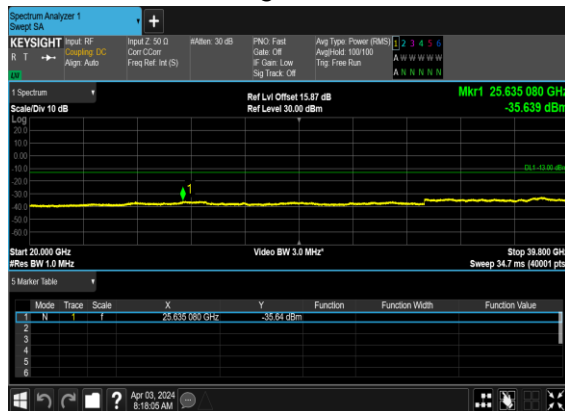 Spectrum Analyzer 1
Swept SA
+
KEYSIGHT Input: RF Input Z: 50 Ω #Atten: 30 dB PNO: Fast Avg Type: Power (RMS) 1 2 3 4 5 6
R T Coupling: DC Corr CCorr Gate: Off Avg|Hold: 100/100 A W W W W W
Align: Auto Freq Ref: Int (S) IF Gain: Low Trig: Free Run
LW Sig Track: Off A N N N N N
1 Spectrum Ref Lvl Offset 15.87 dB Mkr1 25.635 080 GHz
Scale/Div 10 dB Ref Level 30.00 dBm -35.639 dBm
Log
20.0
10.0
0.00
-10.0 DL1 -13.00 dBm
-20.0 1
-30.0
-40.0
-50.0
-60.0
Start 20.000 GHz Video BW 3.0 MHz* Stop 39.800 GHz
#Res BW 1.0 MHz Sweep 34.7 ms (40001 pts
5 Marker Table
Mode Trace Scale X Y Function Function Width Function Value
1 N 1 f 25.635 080 GHz -35.64 dBm
2
3
4
5
6
? Apr 03, 2024
8:18:05 AM